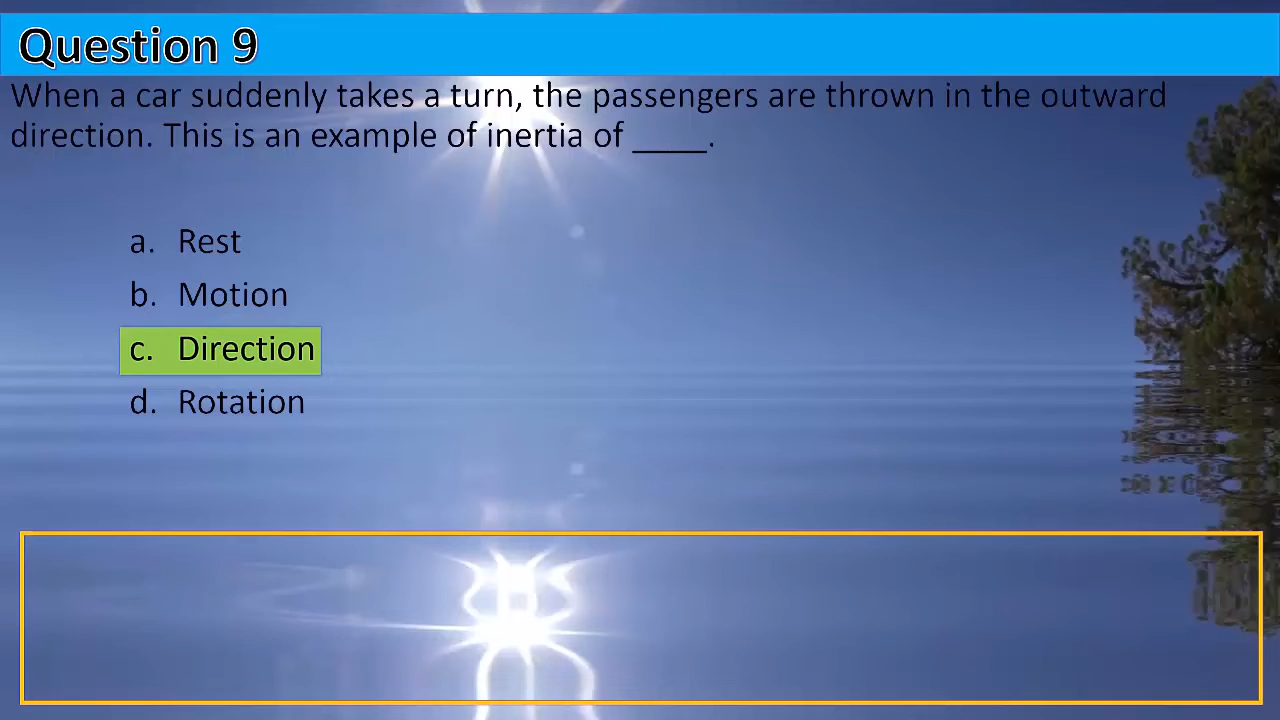 Question 9
When a car suddenly takes a turn, the passengers are thrown in the outward
direction. This is an example of inertia of ____.
a. Rest
b. Motion
c. Direction
d. Rotation